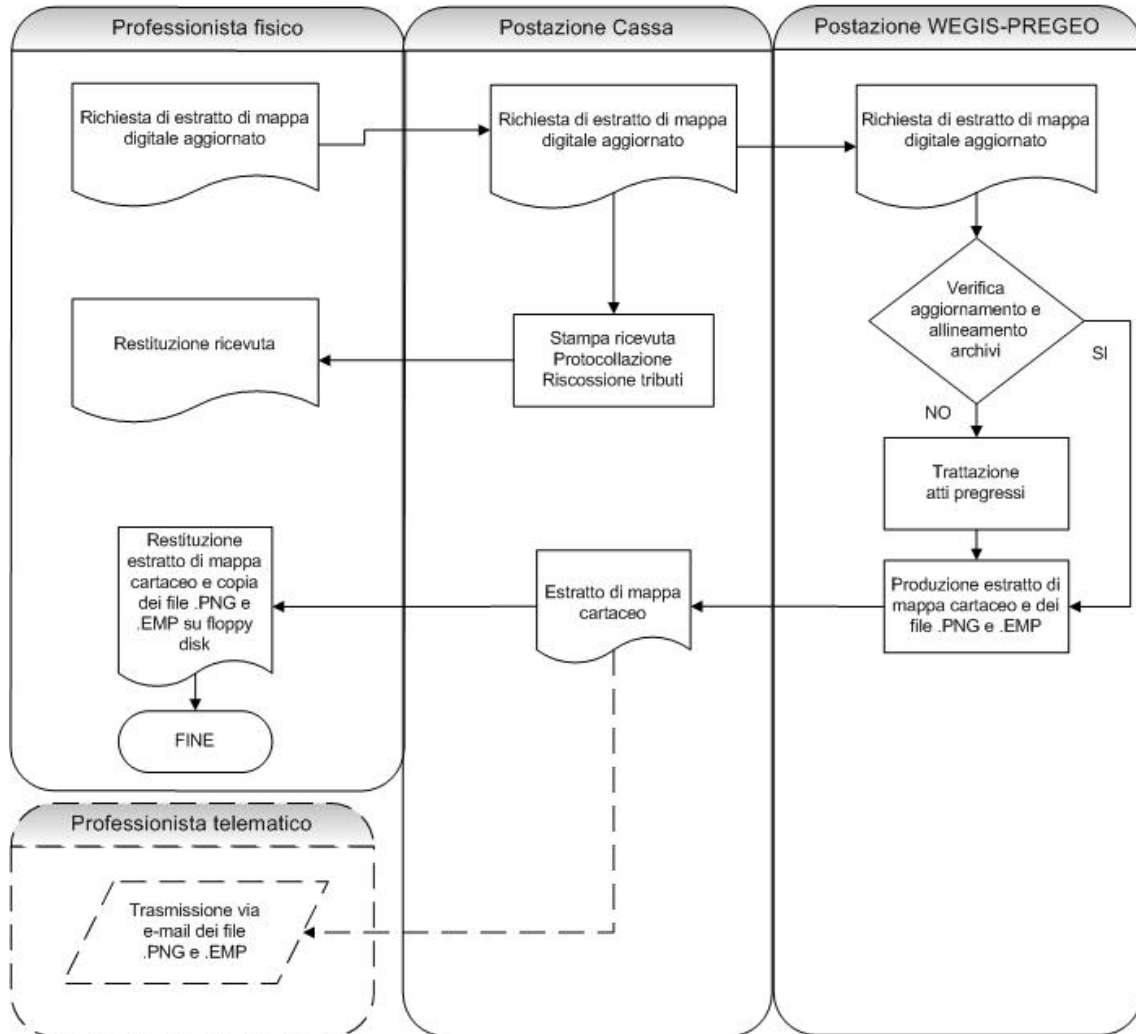 Professionista fisico
Postazione Cassa
Postazione WEGIS-PREGEO
Richiesta di estratto di mappa
digitale aggiornato
Richiesta di estratto di mappa
digitale aggiornato
Richiesta di estratto di mappa
digitale aggiornato
Verifica
aggiornamento e
allineamento
archivi
SI
NO
Restituzione ricevuta
Stampa ricevuta
Protocollazione
Riscossione tributi
Trattazione
atti pregressi
Restituzione
estratto di mappa
cartaceo e copia
dei file .PNG e
.EMP su floppy
disk
Estratto di mappa
cartaceo
Produzione estratto di
mappa cartaceo e dei
file .PNG e .EMP
FINE
Professionista telematico
Trasmissione via
e-mail dei file
.PNG e .EMP